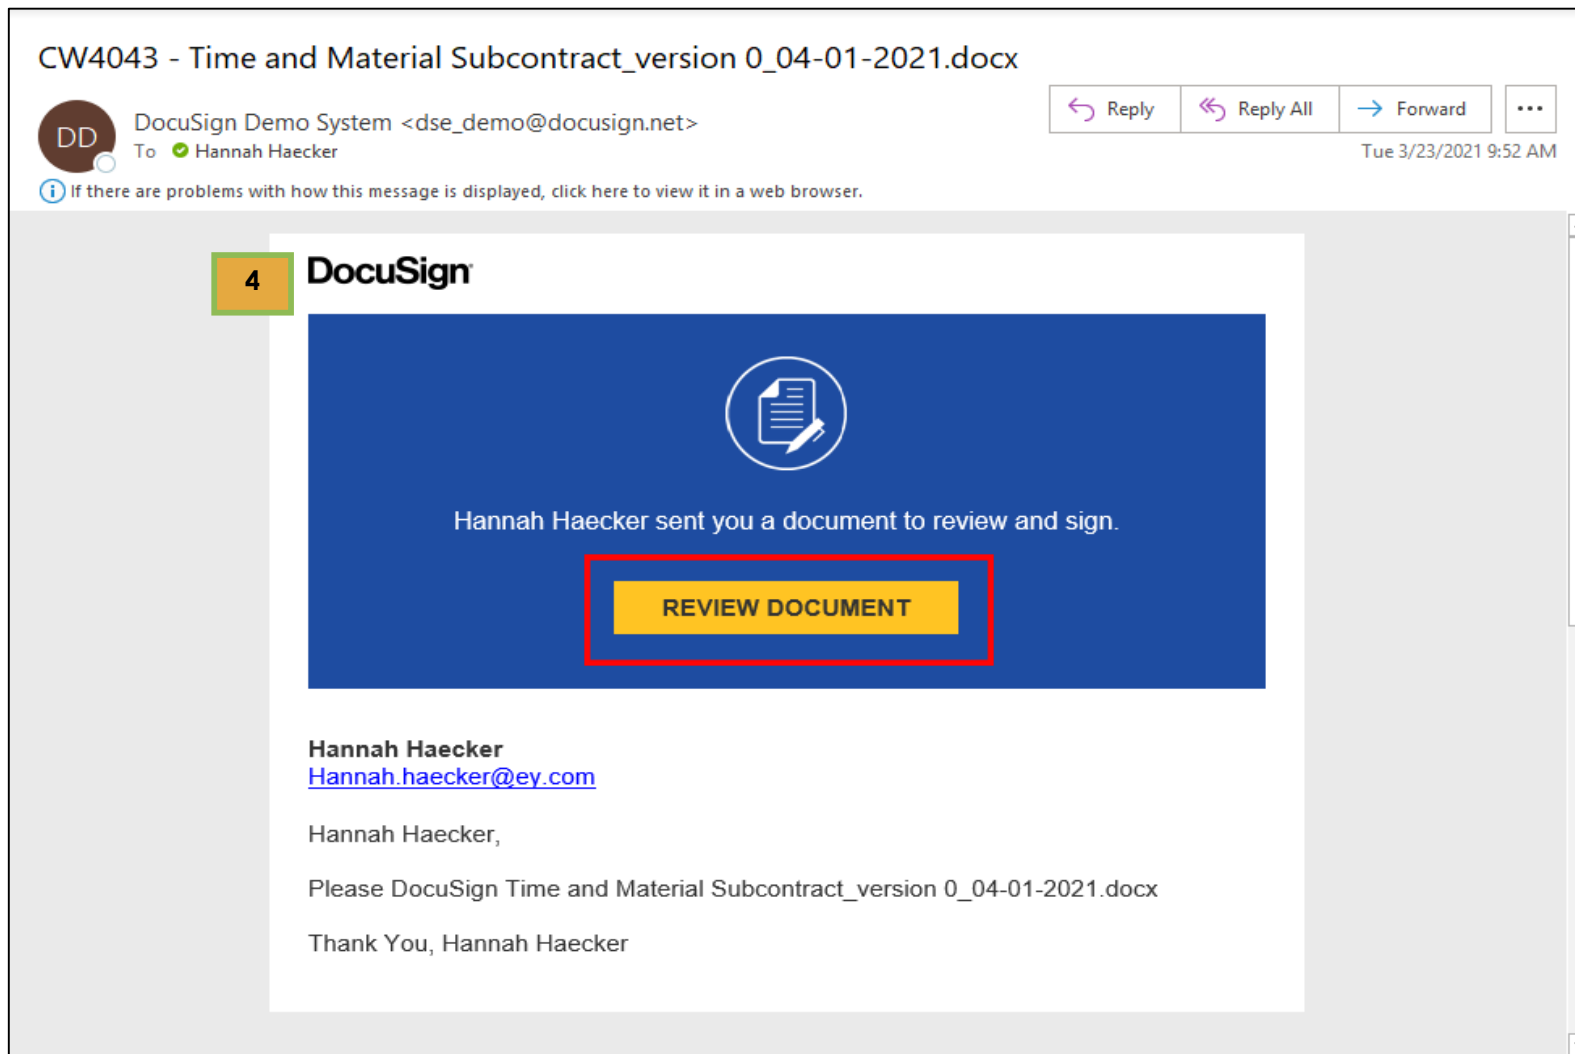 CW4043 - Time and Material Subcontract_version 0_04-01-2021.docx
DD
DocuSign Demo System <dse_demo@docusign.net>
To Hannah Haecker
Reply
Reply All
Forward
...
Tue 3/23/2021 9:52 AM
If there are problems with how this message is displayed, click here to view it in a web browser.
4
DocuSign
Hannah Haecker sent you a document to review and sign.
REVIEW DOCUMENT
Hannah Haecker
Hannah.haecker@ey.com
Hannah Haecker,
Please DocuSign Time and Material Subcontract_version 0_04-01-2021.docx
Thank You, Hannah Haecker